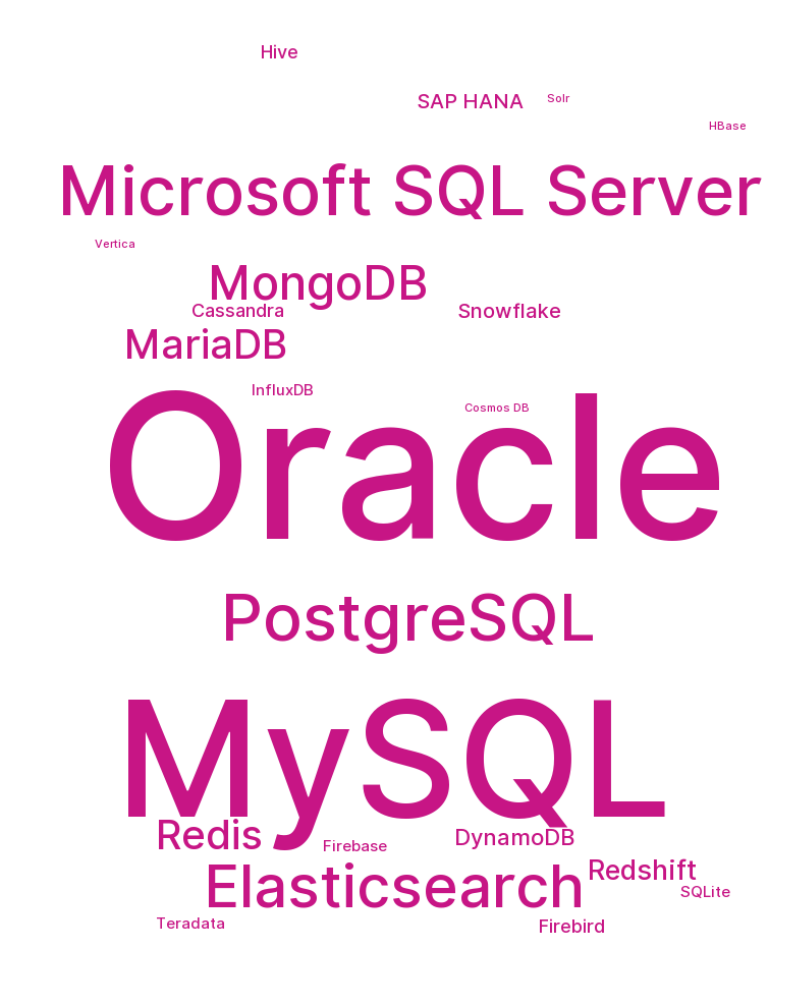 Hive
SAP HANA
Solr
HBase
Microsoft SQL Server
Vertica
MongoDB
Cassandra
Snowflake
MariaDB
InfluxDB
Cosmos DB
Oracle
PostgreSQL
MySQL
Redis
Firebase
DynamoDB
Elasticsearch
Redshift
SQLite
Teradata
Firebird